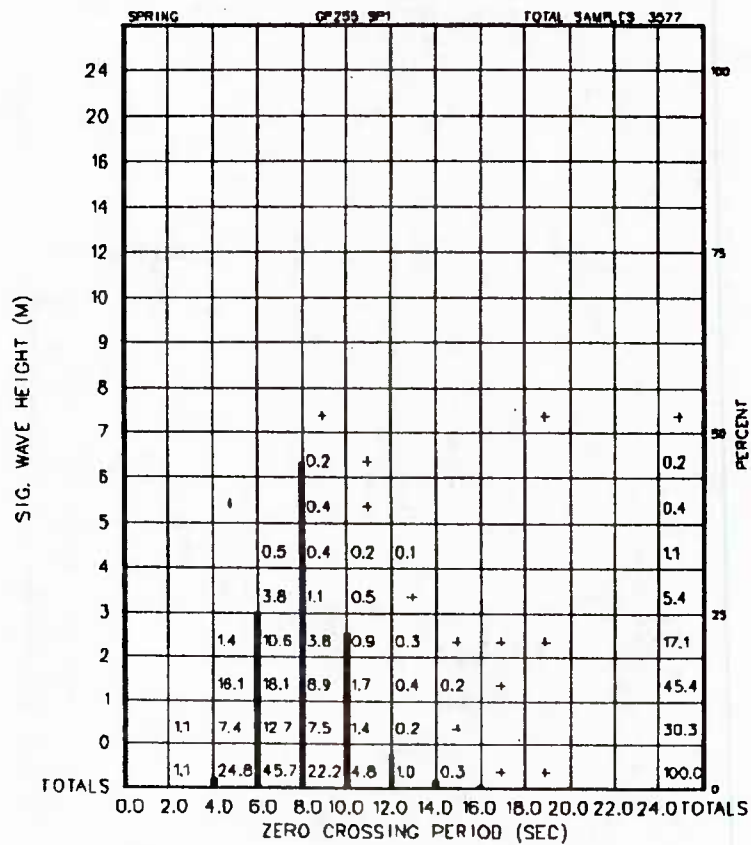 SPRING GP255 SP1 TOTAL SAMPLES 3577
24 100
20
16
14
12 75
10
9
8
+ + +
7 50
0.2 + 0.2
6
+ 0.4 + 0.4
5
0.5 0.4 0.2 0.1 1.1
4
3.8 1.1 0.5 + 5.4
3 25
1.4 10.6 3.8 0.9 0.3 + + + 17.1
2
16.1 18.1 8.9 1.7 0.4 0.2 + 45.4
1
1.1 7.4 12.7 7.5 1.4 0.2 + 30.3
0
1.1 24.8 45.7 22.2 4.8 1.0 0.3 + + 100.0
TOTALS 0
0.0 2.0 4.0 6.0 8.0 10.0 12.0 14.0 16.0 18.0 20.0 22.0 24.0 TOTALS
ZERO CROSSING PERIOD (SEC)
SIG. WAVE HEIGHT (M)
PERCENT